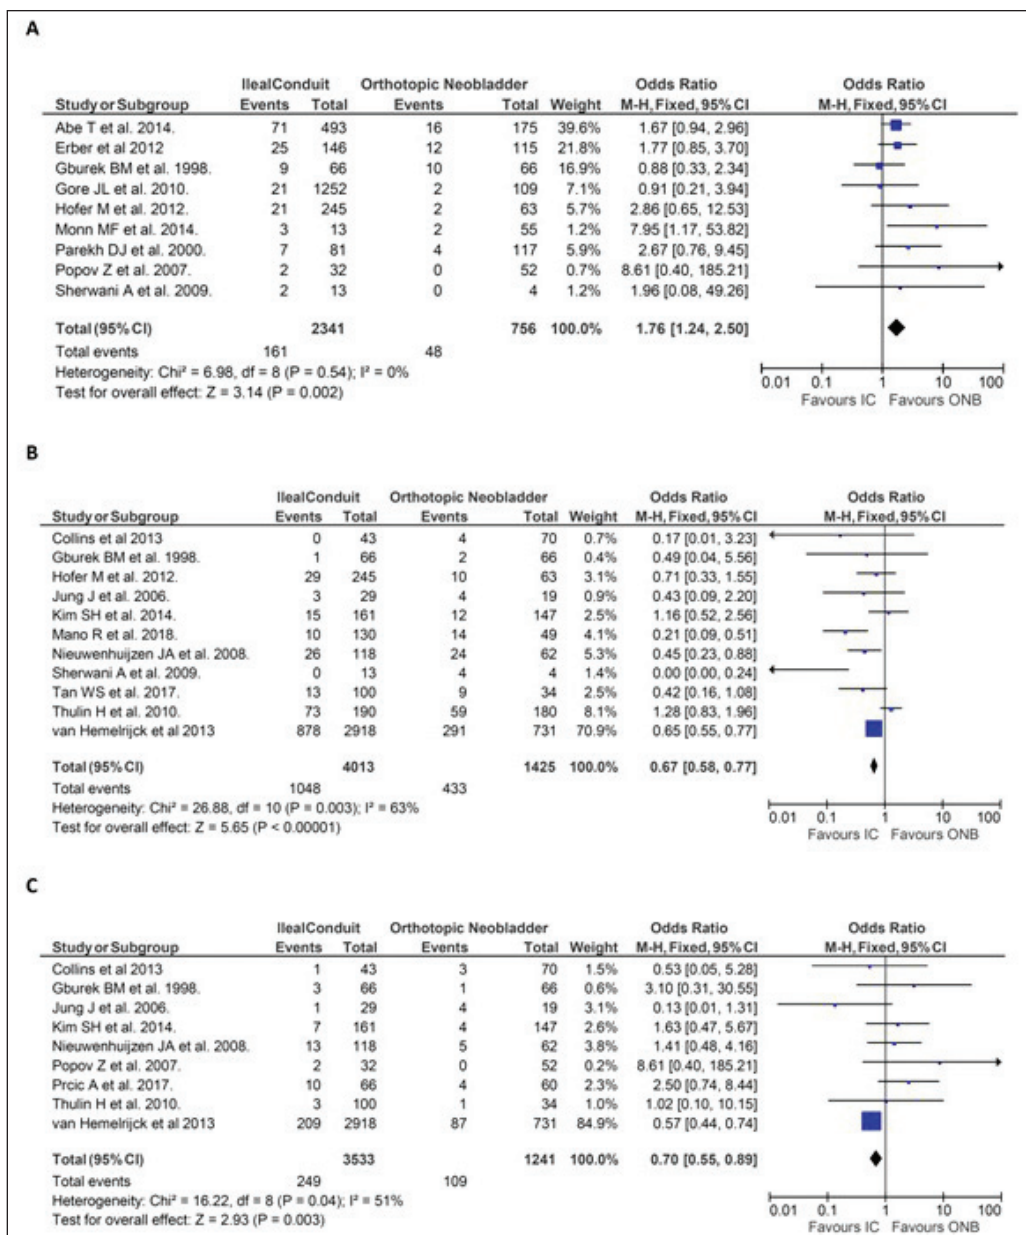 A
IlealConduit Orthotopic Neobladder Odds Ratio Odds Ratio
Study or Subgroup Events Total Events Total Weight M-H, Fixed, 95% CI M-H, Fixed, 95% CI
Abe T et al. 2014. 71 493 16 175 39.6% 1.67 [0.94, 2.96]
Erber et al 2012 25 146 12 115 21.8% 1.77 [0.85, 3.70]
Gburek BM et al. 1998. 9 66 10 66 16.9% 0.88 [0.33, 2.34]
Gore JL et al. 2010. 21 1252 2 109 7.1% 0.91 [0.21, 3.94]
Hofer M et al. 2012. 21 245 2 63 5.7% 2.86 [0.65, 12.53]
Monn MF et al. 2014. 3 13 2 55 1.2% 7.95 [1.17, 53.82]
Parekh DJ et al. 2000. 7 81 4 117 5.9% 2.67 [0.76, 9.45]
Popov Z et al. 2007. 2 32 0 52 0.7% 8.61 [0.40, 185.21]
Sherwani A et al. 2009. 2 13 0 4 1.2% 1.96 [0.08, 49.26]
Total (95% CI) 2341 756 100.0% 1.76 [1.24, 2.50]
Total events 161 48
Heterogeneity: Chi² = 6.98, df = 8 (P = 0.54); I² = 0%
Test for overall effect: Z = 3.14 (P = 0.002)
0.01 0.1 1 10 100
Favours IC Favours ONB
B
IlealConduit Orthotopic Neobladder Odds Ratio Odds Ratio
Study or Subgroup Events Total Events Total Weight M-H, Fixed, 95% CI M-H, Fixed, 95% CI
Collins et al 2013 0 43 4 70 0.7% 0.17 [0.01, 3.23]
Gburek BM et al. 1998. 1 66 2 66 0.4% 0.49 [0.04, 5.56]
Hofer M et al. 2012. 29 245 10 63 3.1% 0.71 [0.33, 1.55]
Jung J et al. 2006. 3 29 4 19 0.9% 0.43 [0.09, 2.20]
Kim SH et al. 2014. 15 161 12 147 2.5% 1.16 [0.52, 2.56]
Mano R et al. 2018. 10 130 14 49 4.1% 0.21 [0.09, 0.51]
Nieuwenhuijzen JA et al. 2008. 26 118 24 62 5.3% 0.45 [0.23, 0.88]
Sherwani A et al. 2009. 0 13 4 4 1.4% 0.00 [0.00, 0.24]
Tan WS et al. 2017. 13 100 9 34 2.5% 0.42 [0.16, 1.08]
Thulin H et al. 2010. 73 190 59 180 8.1% 1.28 [0.83, 1.96]
van Hemelrijck et al 2013 878 2918 291 731 70.9% 0.65 [0.55, 0.77]
Total (95% CI) 4013 1425 100.0% 0.67 [0.58, 0.77]
Total events 1048 433
Heterogeneity: Chi² = 26.88, df = 10 (P = 0.003); I² = 63%
Test for overall effect: Z = 5.65 (P < 0.00001)
0.01 0.1 1 10 100
Favours IC Favours ONB
C
IlealConduit Orthotopic Neobladder Odds Ratio Odds Ratio
Study or Subgroup Events Total Events Total Weight M-H, Fixed, 95% CI M-H, Fixed, 95% CI
Collins et al 2013 1 43 3 70 1.5% 0.53 [0.05, 5.28]
Gburek BM et al. 1998. 3 66 1 66 0.6% 3.10 [0.31, 30.55]
Jung J et al. 2006. 1 29 4 19 3.1% 0.13 [0.01, 1.31]
Kim SH et al. 2014. 7 161 4 147 2.6% 1.63 [0.47, 5.67]
Nieuwenhuijzen JA et al. 2008. 13 118 5 62 3.8% 1.41 [0.48, 4.16]
Popov Z et al. 2007. 2 32 0 52 0.2% 8.61 [0.40, 185.21]
Prcic A et al. 2017. 10 66 4 60 2.3% 2.50 [0.74, 8.44]
Thulin H et al. 2010. 3 100 1 34 1.0% 1.02 [0.10, 10.15]
van Hemelrijck et al 2013 209 2918 87 731 84.9% 0.57 [0.44, 0.74]
Total (95% CI) 3533 1241 100.0% 0.70 [0.55, 0.89]
Total events 249 109
Heterogeneity: Chi² = 16.22, df = 8 (P = 0.04); I² = 51%
Test for overall effect: Z = 2.93 (P = 0.003)
0.01 0.1 1 10 100
Favours IC Favours ONB